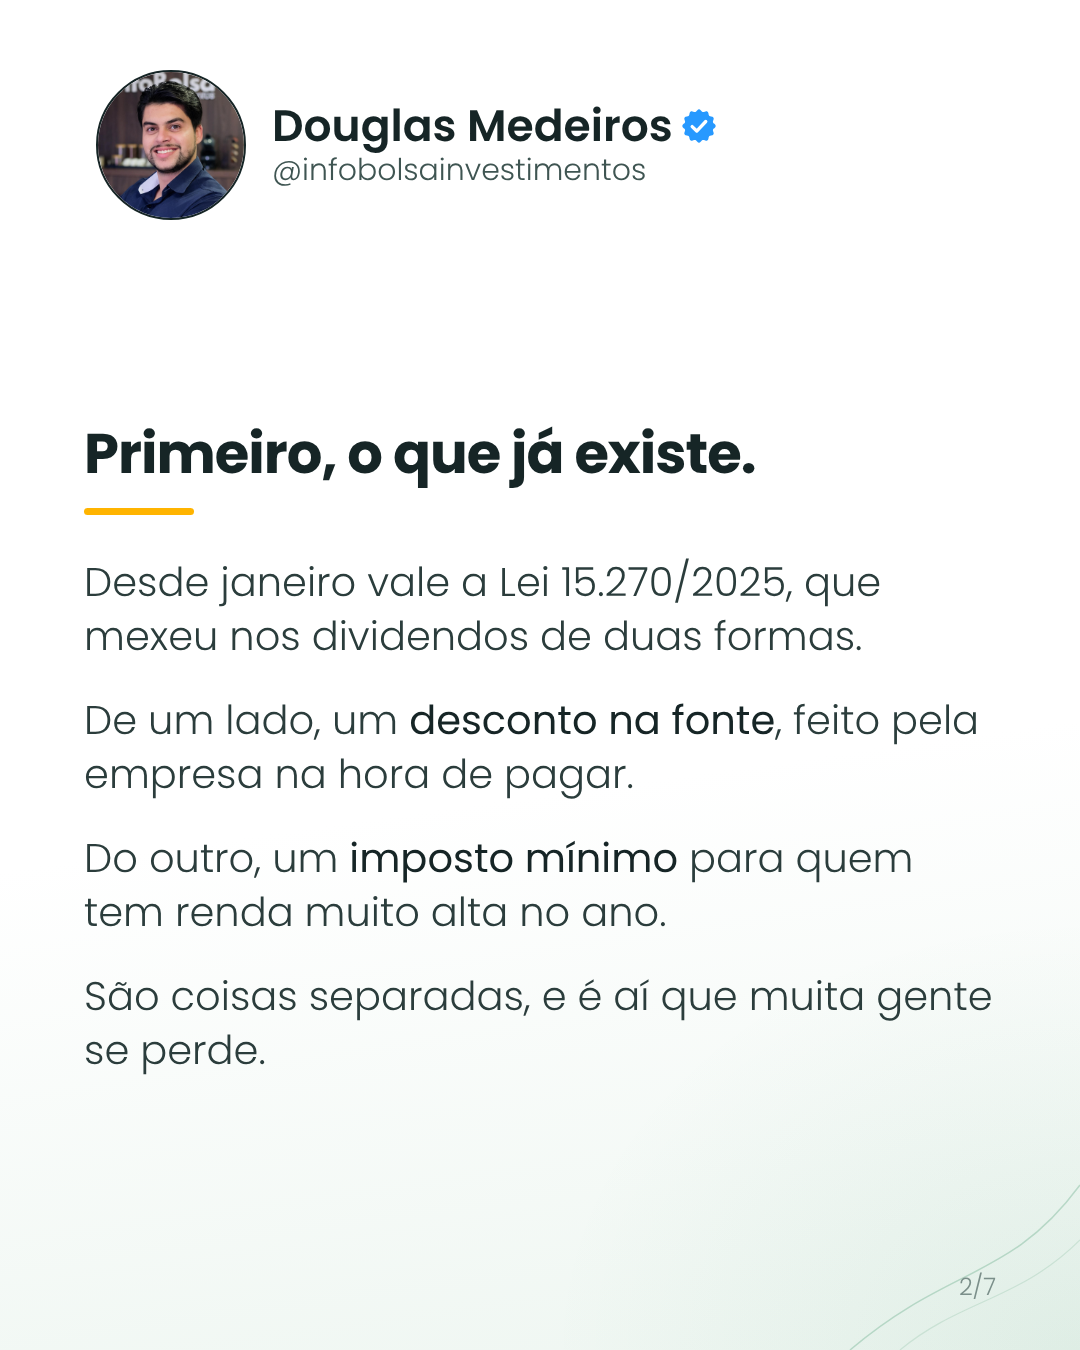 Douglas Medeiros
@infobolsainvestimentos
Primeiro, o que já existe.
Desde janeiro vale a Lei 15.270/2025, que
mexeu nos dividendos de duas formas.
De um lado, um desconto na fonte, feito pela
empresa na hora de pagar.
Do outro, um imposto mínimo para quem
tem renda muito alta no ano.
São coisas separadas, e é aí que muita gente
se perde.
2/7